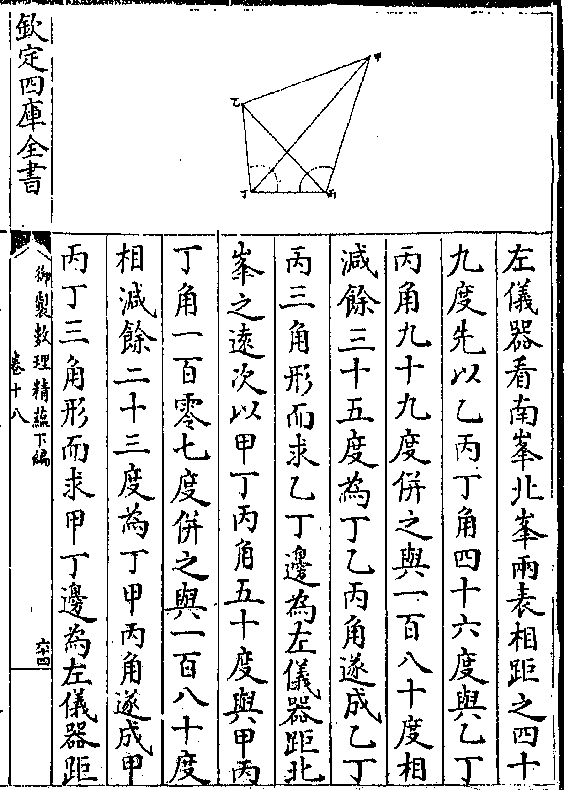 甲
乙
丁
丙
左儀器看南峯北峯兩表相距之四十
九度先以乙丙丁角四十六度與乙丁
丙角九十九度併之與一百八十度相
減餘三十五度為丁乙丙角遂成乙丁
丙三角形而求乙丁邊為左儀器距北
峯之遠次以甲丁丙角五十度與甲丙
丁角一百零七度併之與一百八十度
相減餘二十三度為丁甲丙角遂成甲
丙丁三角形而求甲丁邊為左儀器距
欽定四庫全書
御製數理精蘊下編
卷十八